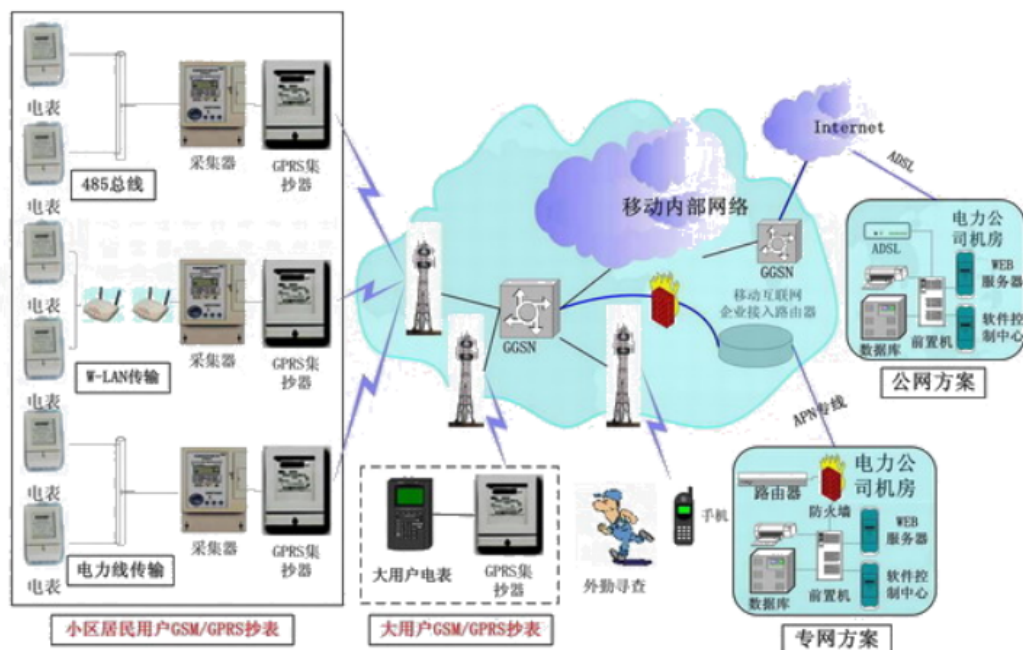 电表
电表
485总线
采集器
GPRS集
抄器
电表
电表
W-LAN传输
采集器
GPRS集
抄器
电表
电表
电力线传输
采集器
GPRS集
抄器
小区居民用户GSM/GPRS抄表
移动内部网络
GGSN
GGSN
移动互联网
企业接入路由器
Internet
ADSL
APN专线
大用户电表
GPRS集
抄器
大用户GSM/GPRS抄表
外勤寻查
手机
电力公
司机房
ADSL
WEB
服务器
数据库
前置机
软件控
制中心
公网方案
电力公
司机房
路由器
防火墙
WEB
服务器
数据库
前置机
软件控
制中心
专网方案